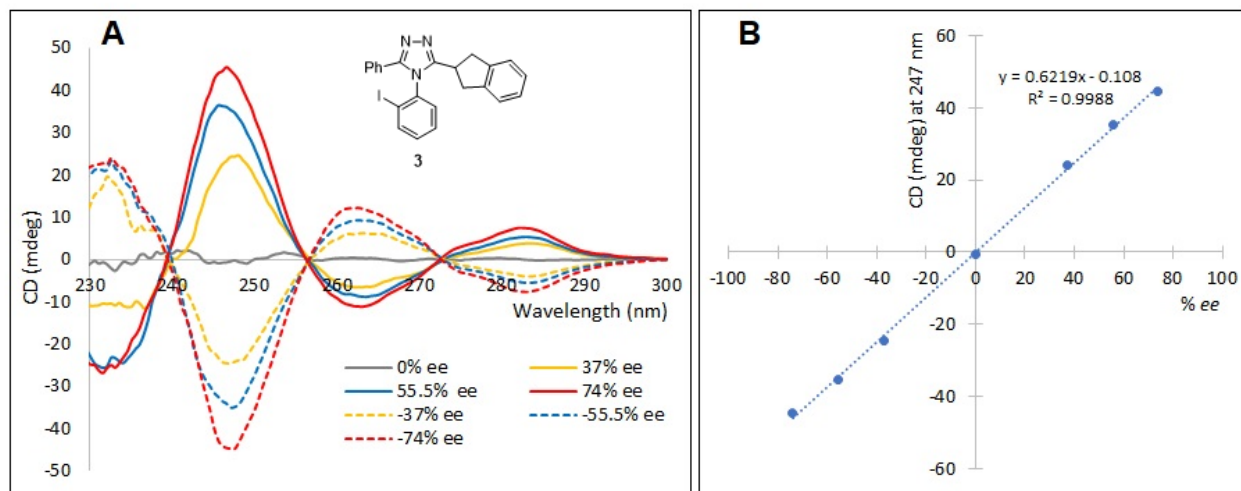 A
50
40
30
20
10
0
-10
-20
-30
-40
-50
CD (mdeg)
230
240
250
260
270
280
290
300
Wavelength (nm)
N N
Ph
N
I
3
0% ee
37% ee
55.5% ee
74% ee
-37% ee
-55.5% ee
-74% ee
B
CD (mdeg) at 247 nm
60
40
20
0
-20
-40
-60
y = 0.6219x - 0.108
R² = 0.9988
-100
-80
-60
-40
-20
0
20
40
60
80
100
% ee